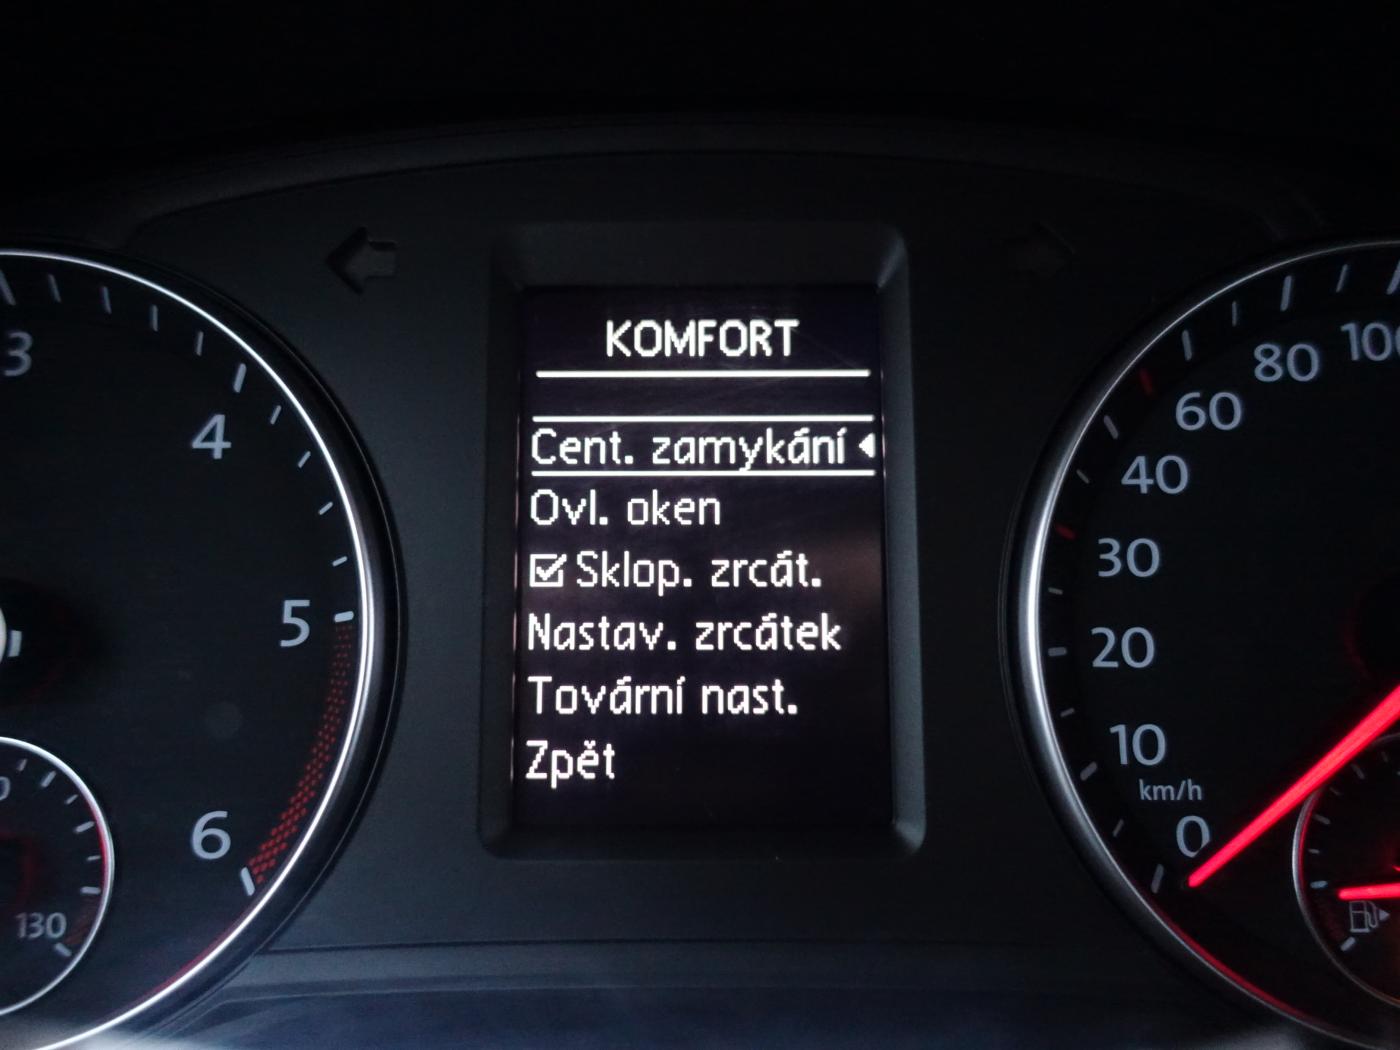 KOMFORT
Cent. zamykání
Ovl. oken
Sklop. zrcát.
Nastav. zrcátek
Tovární nast.
Zpět
3
4
5
6
130
100
80
60
40
30
20
10
km/h
0